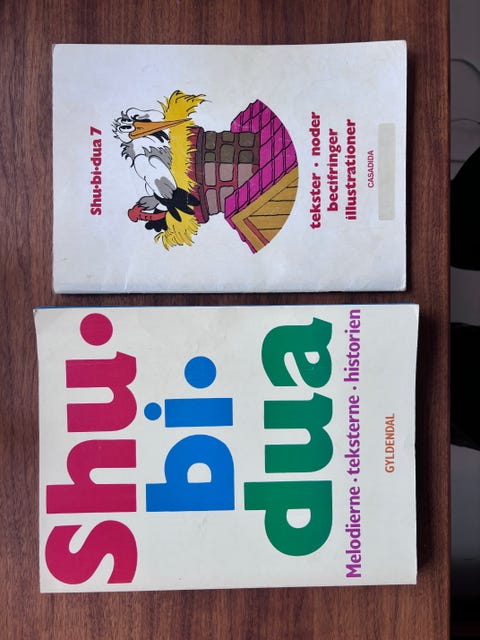 Shu·bi·dua 7
tekster · noder
becifringer
illustrationer
CASADIDA
shu·
bi·
dua
Melodierne · teksterne · historien
GYLDENDAL